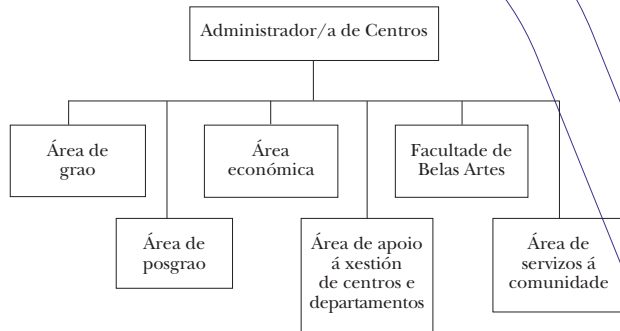 Administrador/a de Centros
Área de
grao
Área
económica
Facultade de
Belas Artes
Área de
posgrao
Área de apoio
á xestión
de centros e
departamentos
Área de
servizos á
comunidade